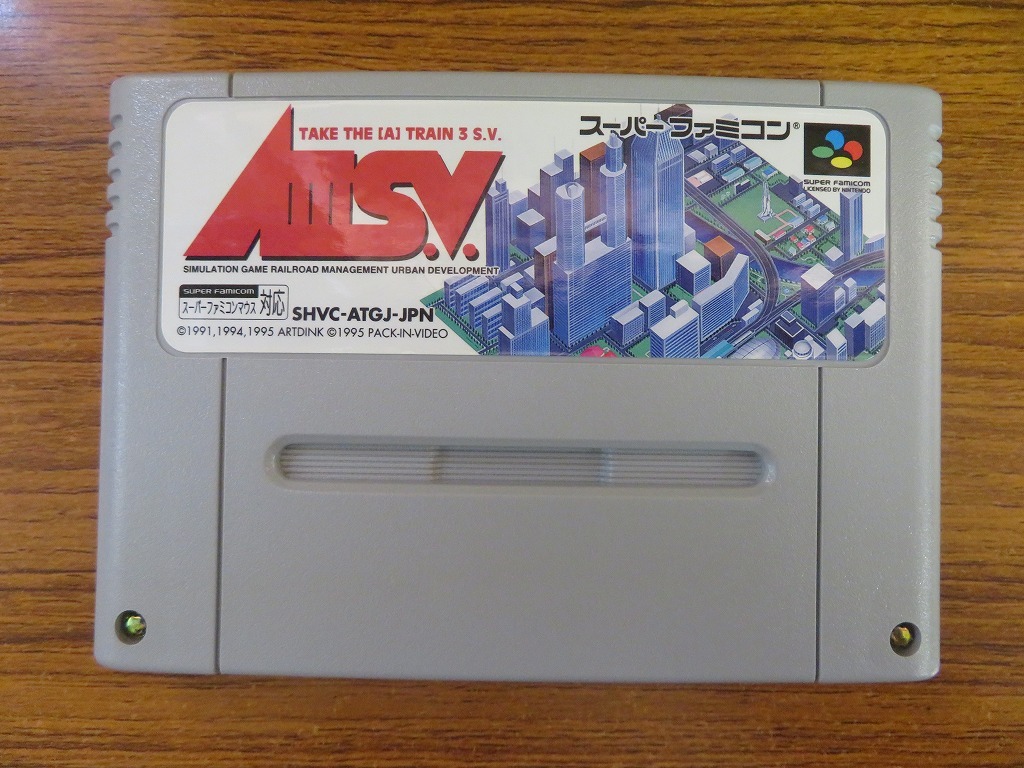 TAKE THE [A] TRAIN 3 S.V.
AIII S.V.
SIMULATION GAME RAILROAD MANAGEMENT URBAN DEVELOPMENT
SUPER FAMICOM
スーパーファミコンマウス 対応
SHVC-ATGJ-JPN
©1991,1994,1995 ARTDINK ©1995 PACK-IN-VIDEO
スーパーファミコン®
SUPER FAMICOM
LICENSED BY NINTENDO